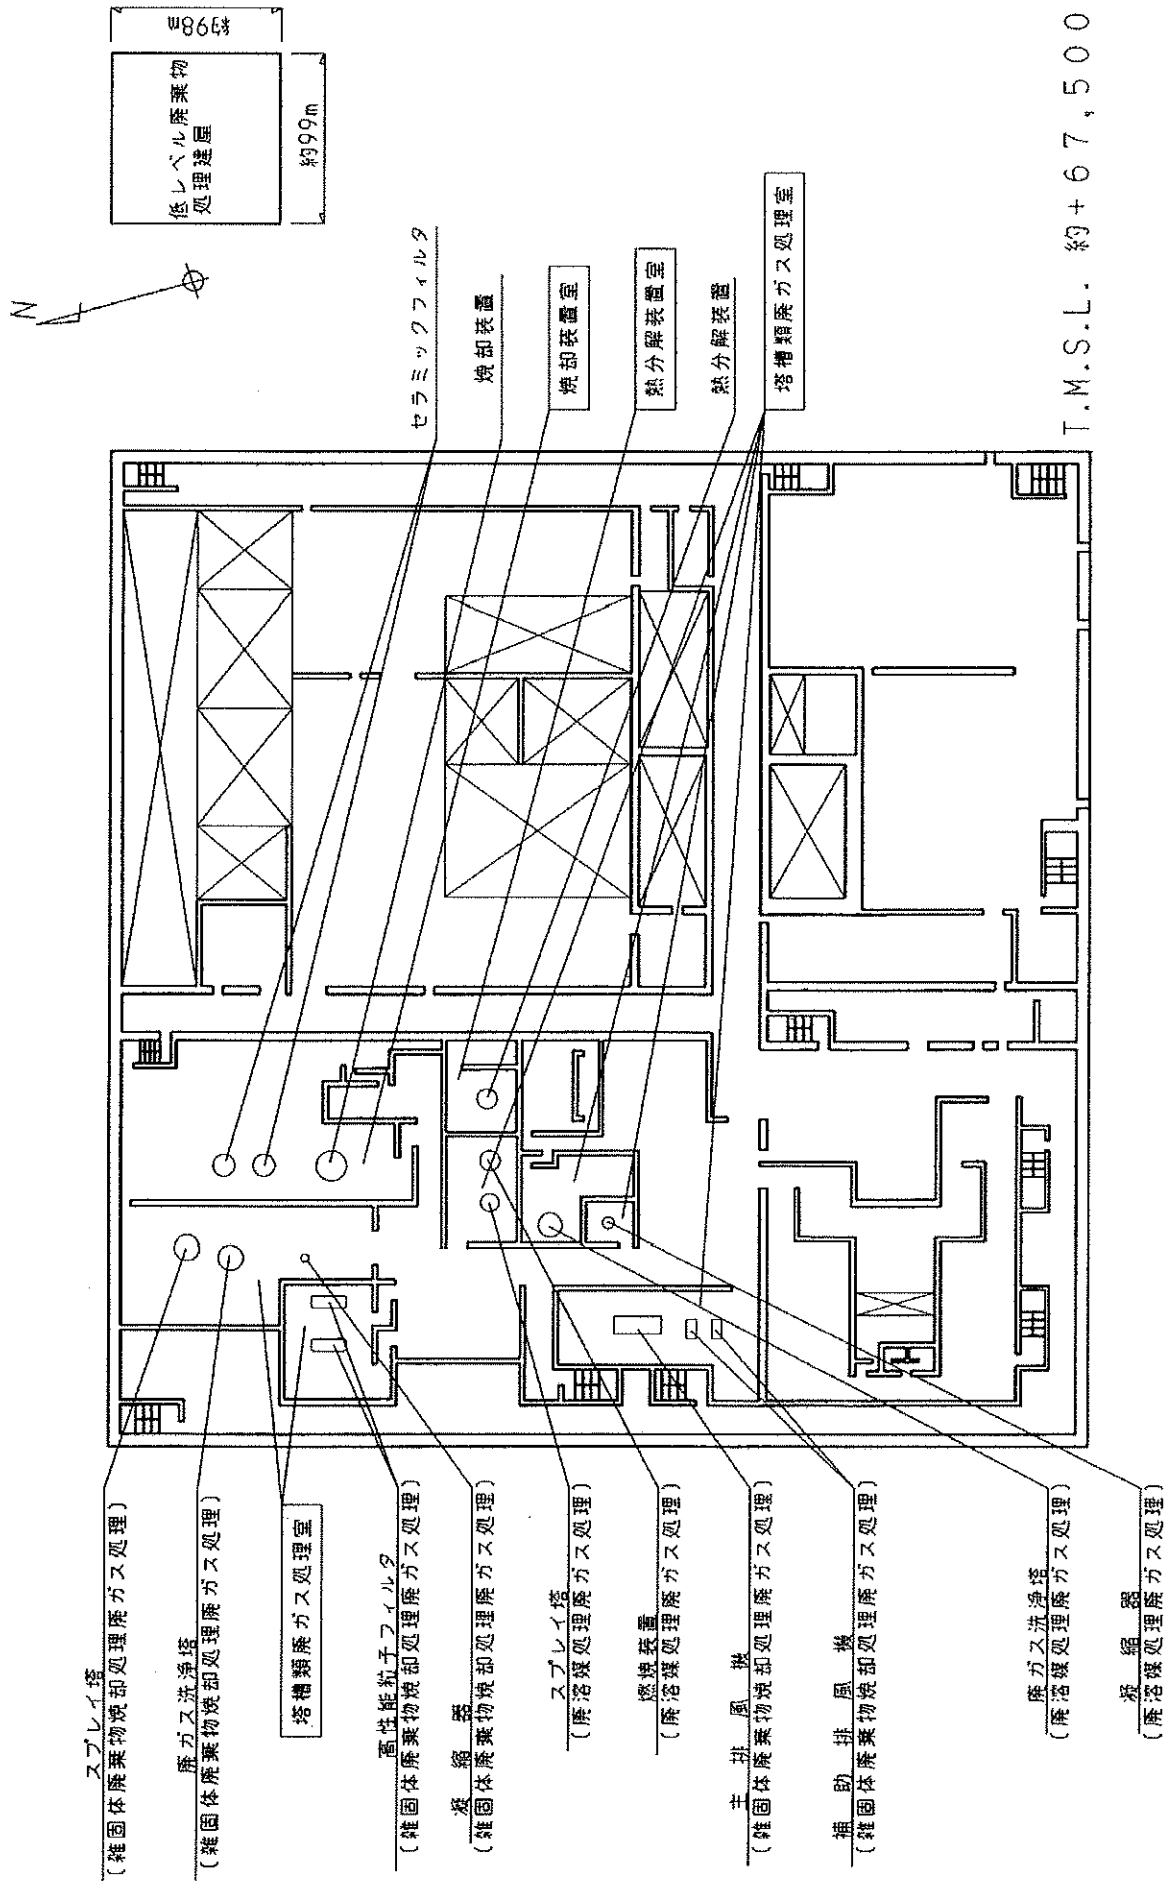 N
低レベル廃棄物
処理建屋
約98m
約99m
セラミックフィルタ
焼却装置
焼却装置室
熱分解装置室
熱分解装置
塔槽類廃ガス処理室
T.M.S.L. 約+67,500
スプレイ塔
(雑固体廃棄物焼却処理廃ガス処理)
廃ガス洗浄塔
(雑固体廃棄物焼却処理廃ガス処理)
塔槽類廃ガス処理室
高性能粒子フィルタ
(雑固体廃棄物焼却処理廃ガス処理)
凝縮器
(雑固体廃棄物焼却処理廃ガス処理)
スプレイ塔
(廃溶媒処理廃ガス処理)
燃焼装置
(廃溶媒処理廃ガス処理)
主排風機
(雑固体廃棄物焼却処理廃ガス処理)
補助排風機
(雑固体廃棄物焼却処理廃ガス処理)
廃ガス洗浄塔
(廃溶媒処理廃ガス処理)
凝縮器
(廃溶媒処理廃ガス処理)